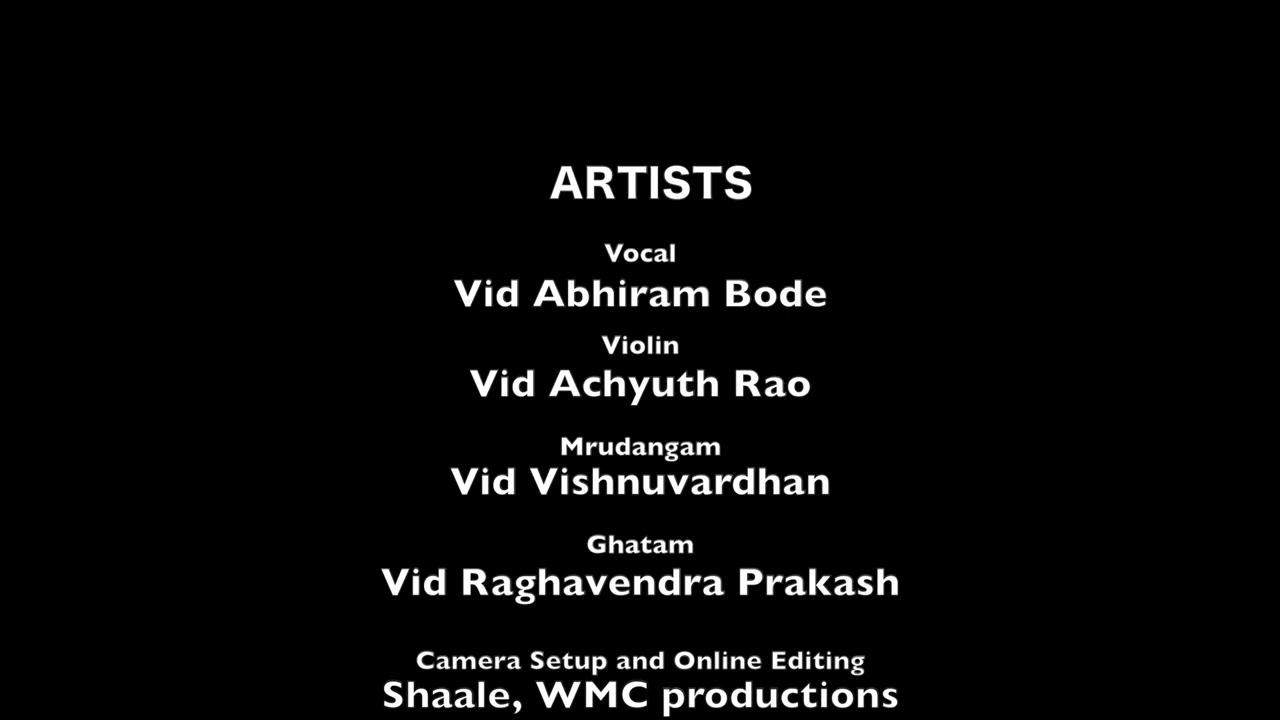 ARTISTS
Vocal
Vid Abhiram Bode
Violin
Vid Achyuth Rao
Mrudangam
Vid Vishnuvardhan
Ghatam
Vid Raghavendra Prakash
Camera Setup and Online Editing
Shaale, WMC productions